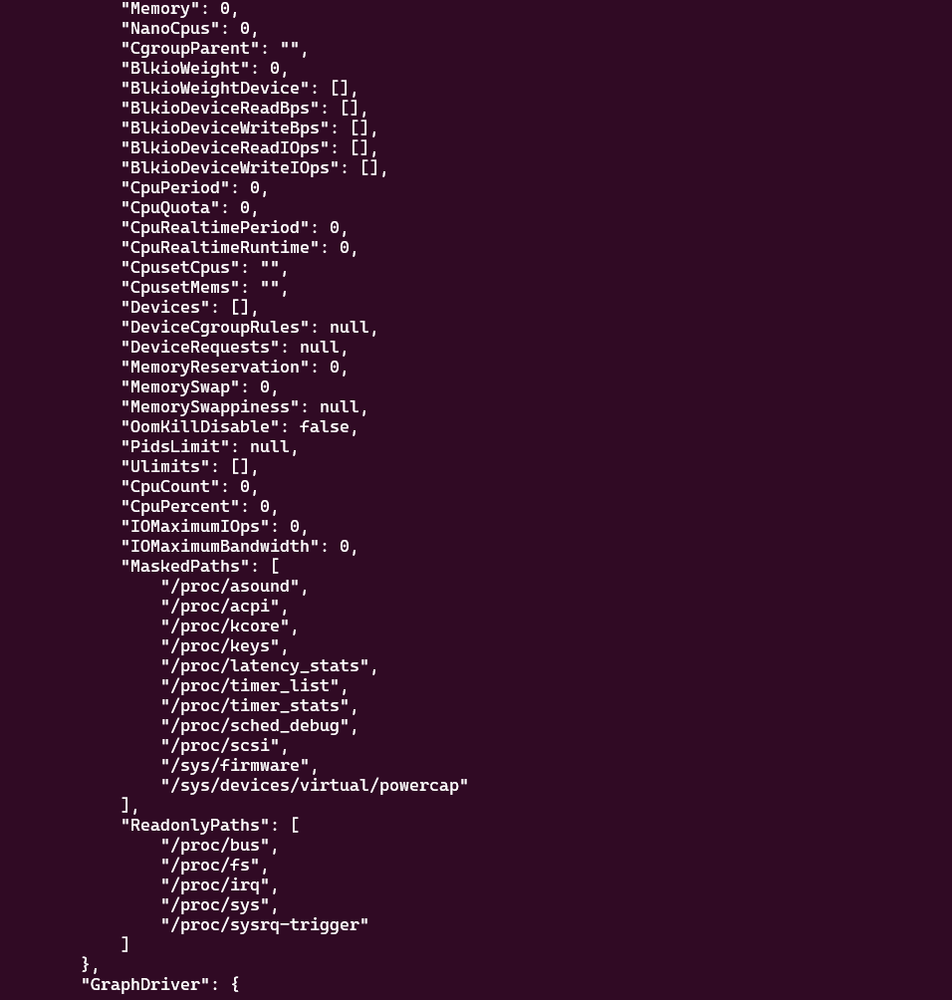 "Memory": 0,
"NanoCpus": 0,
"CgroupParent": "",
"BlkioWeight": 0,
"BlkioWeightDevice": [],
"BlkioDeviceReadBps": [],
"BlkioDeviceWriteBps": [],
"BlkioDeviceReadIOps": [],
"BlkioDeviceWriteIOps": [],
"CpuPeriod": 0,
"CpuQuota": 0,
"CpuRealtimePeriod": 0,
"CpuRealtimeRuntime": 0,
"CpusetCpus": "",
"CpusetMems": "",
"Devices": [],
"DeviceCgroupRules": null,
"DeviceRequests": null,
"MemoryReservation": 0,
"MemorySwap": 0,
"MemorySwappiness": null,
"OomKillDisable": false,
"PidsLimit": null,
"Ulimits": [],
"CpuCount": 0,
"CpuPercent": 0,
"IOMaximumIOps": 0,
"IOMaximumBandwidth": 0,
"MaskedPaths": [
"/proc/asound",
"/proc/acpi",
"/proc/kcore",
"/proc/keys",
"/proc/latency_stats",
"/proc/timer_list",
"/proc/timer_stats",
"/proc/sched_debug",
"/proc/scsi",
"/sys/firmware",
"/sys/devices/virtual/powercap"
],
"ReadonlyPaths": [
"/proc/bus",
"/proc/fs",
"/proc/irq",
"/proc/sys",
"/proc/sysrq-trigger"
]
},
"GraphDriver": {